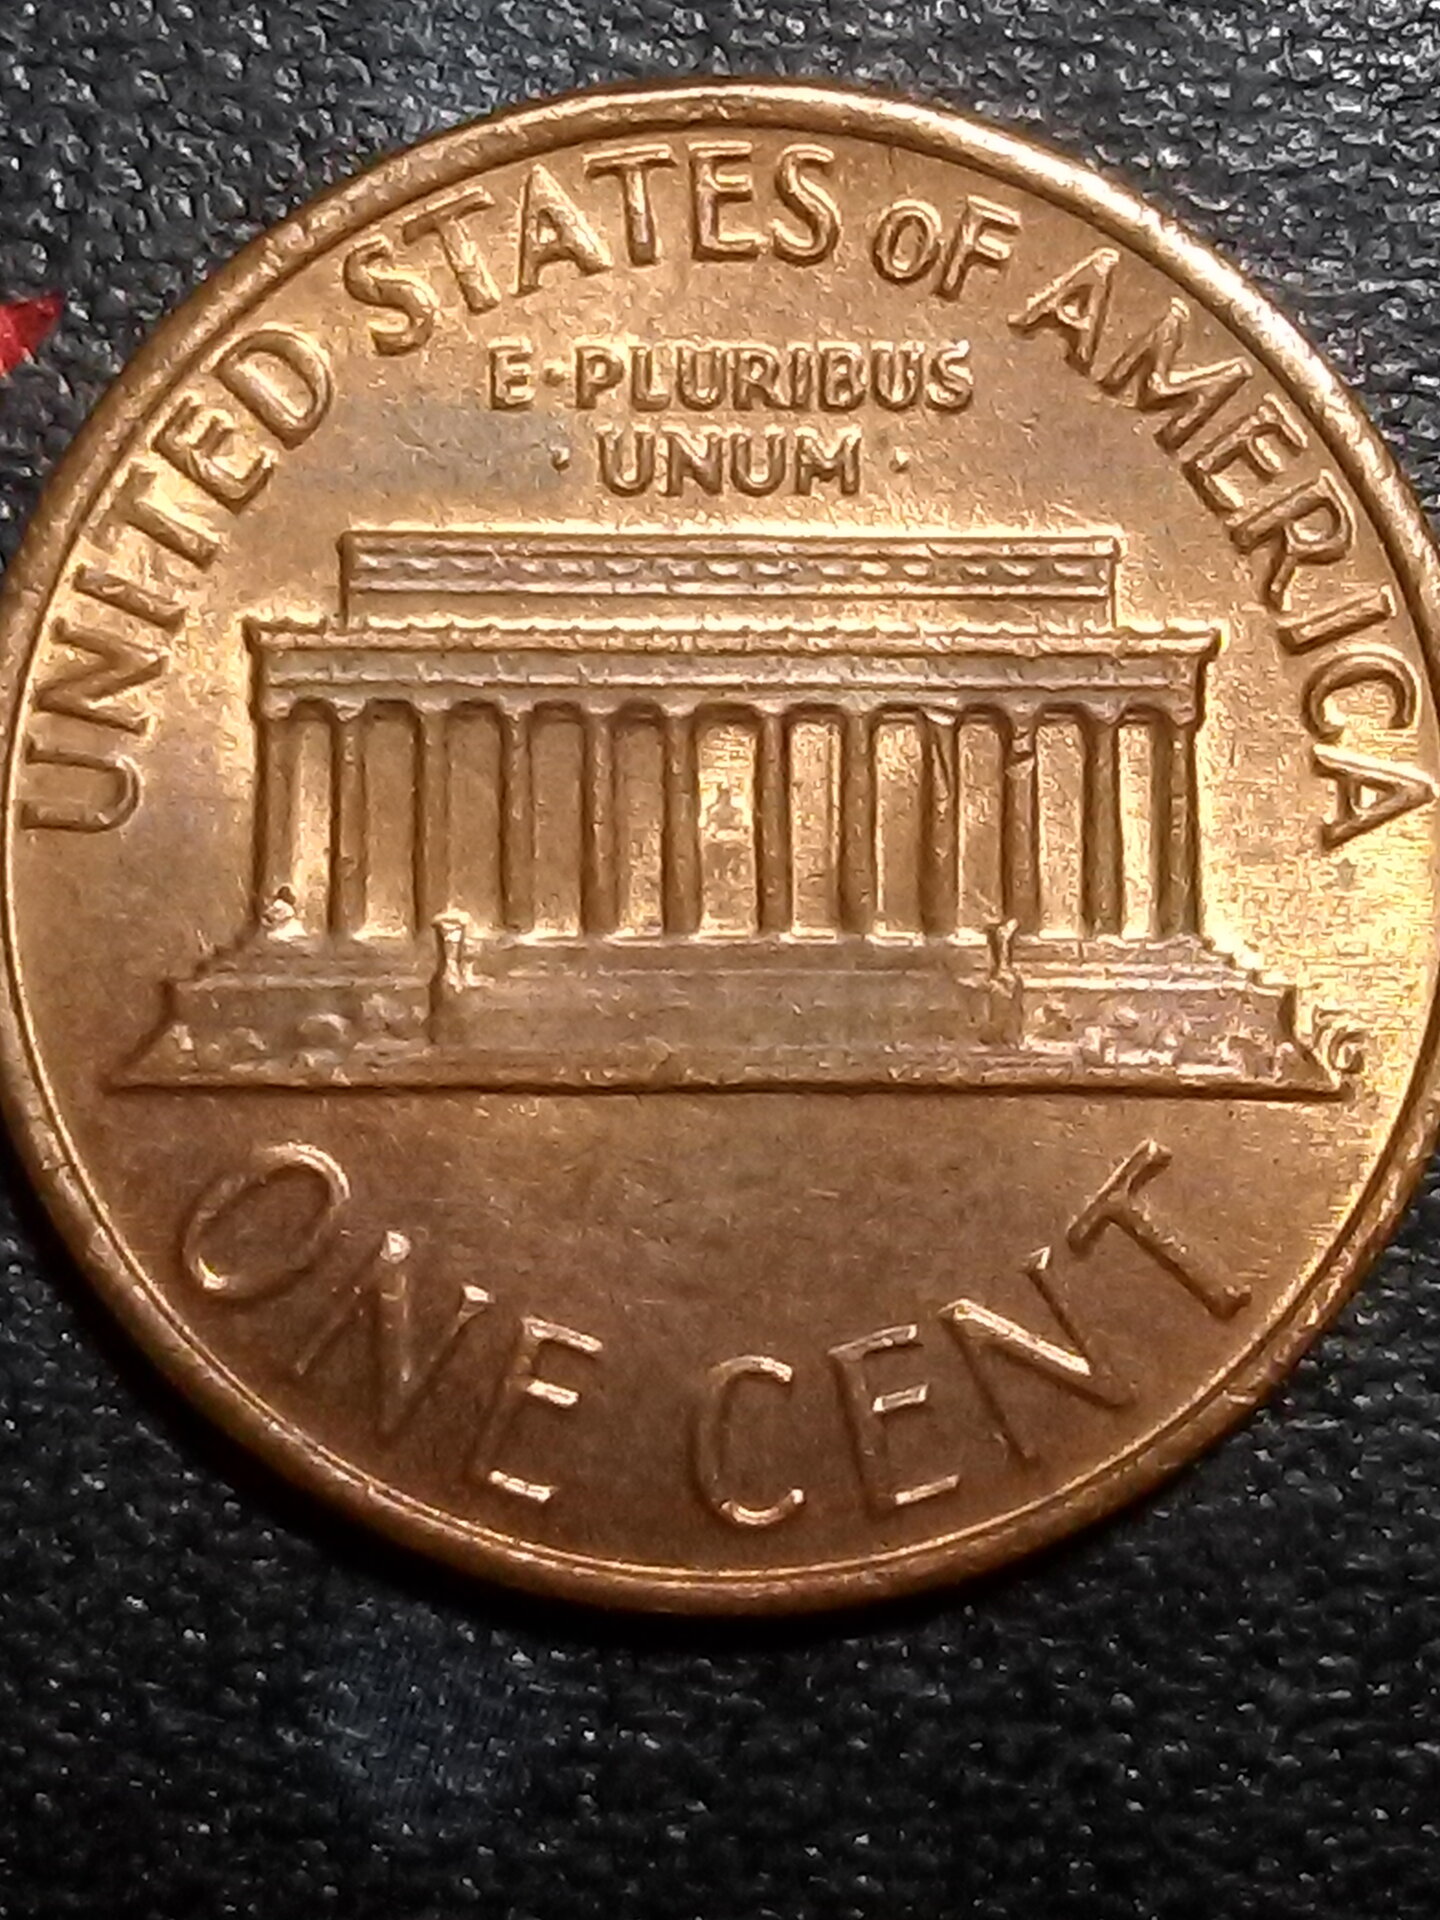 UNITED STATES OF AMERICA
E·PLURIBUS
·UNUM·
ONE CENT